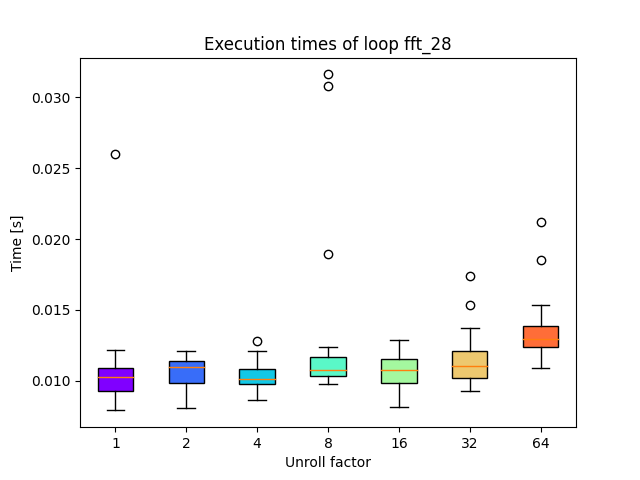 Execution times of loop fft_28
0.030
0.025
0.020
0.015
0.010
Time [s]
1 2 4 8 16 32 64
Unroll factor